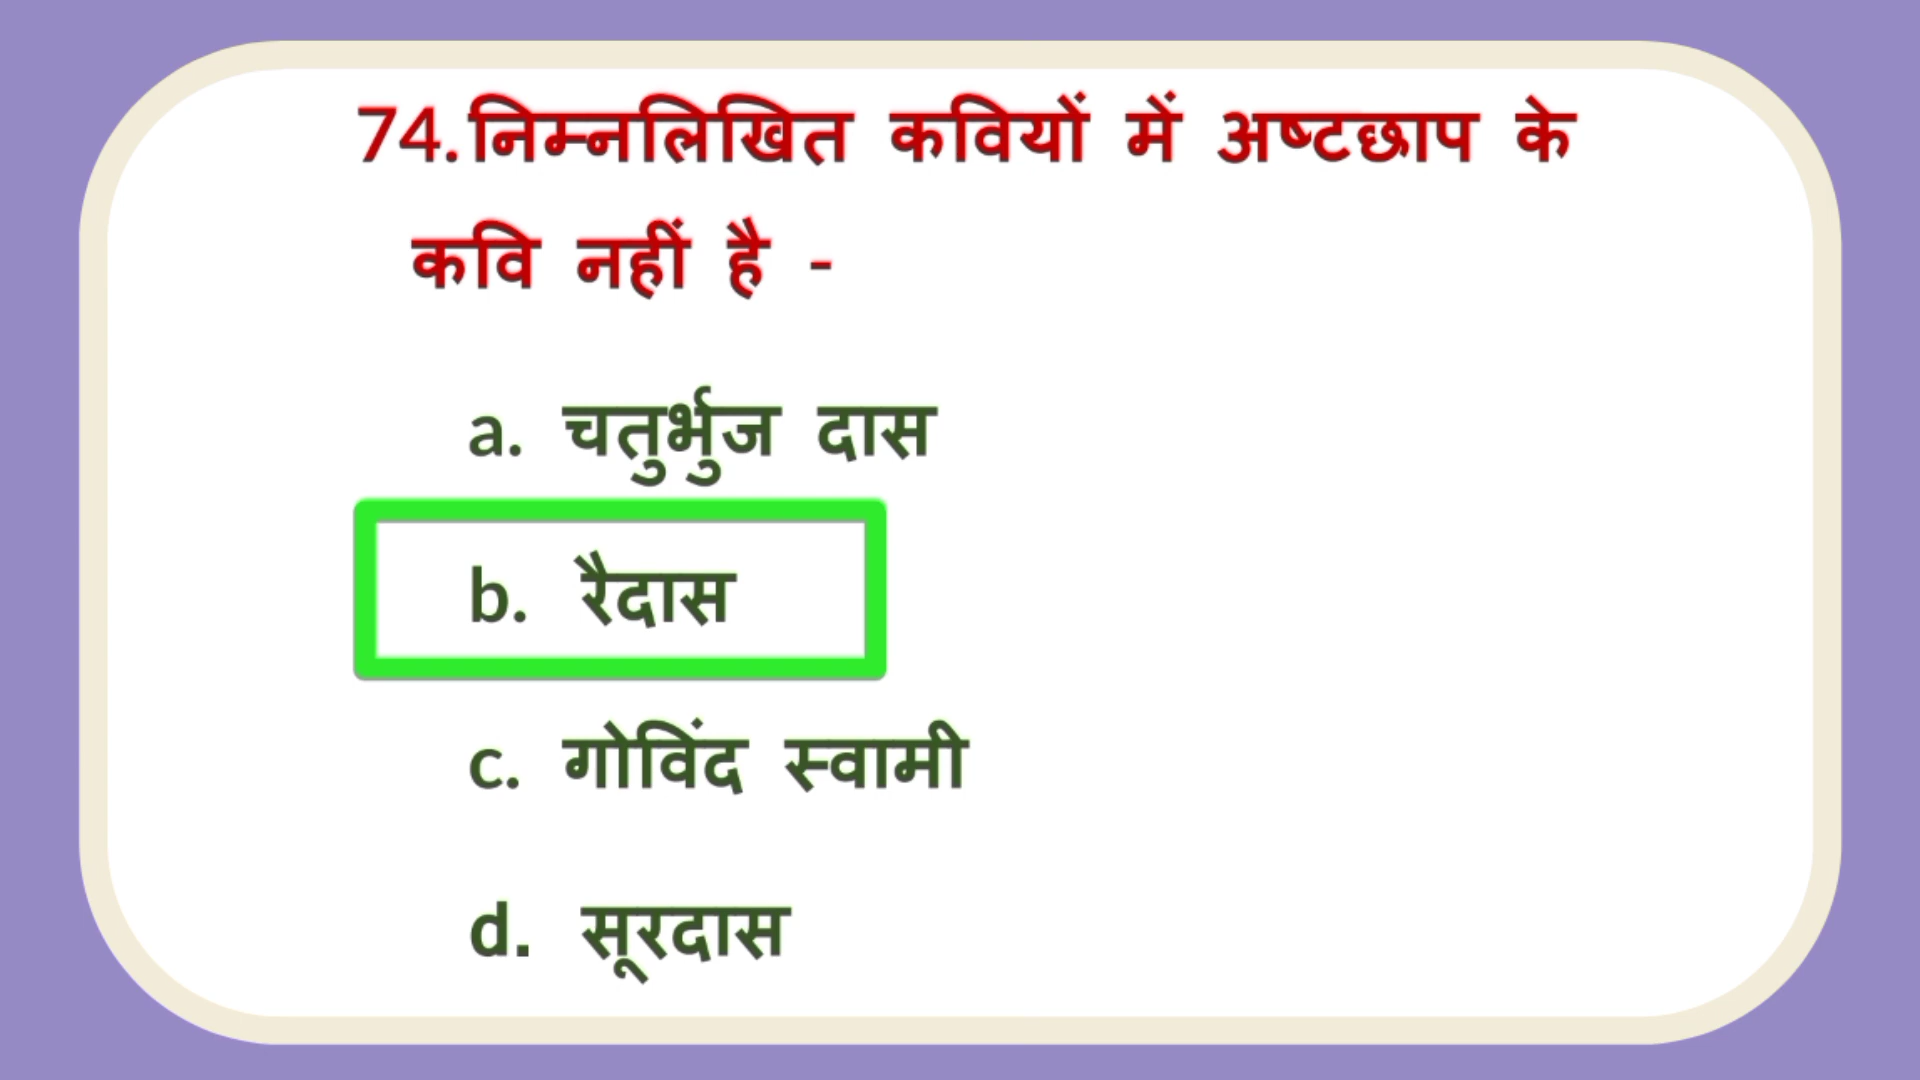 74.निम्नलिखित कवियों में अष्टछाप के
कवि नहीं है -
a. चतुर्भुज दास
b. रैदास
c. गोविंद स्वामी
d. सूरदास